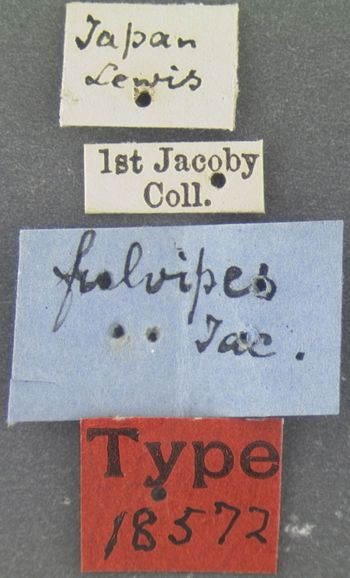 Japan
Lewis
1st Jacoby
Coll.
fulvipes
Jac.
Type
18572